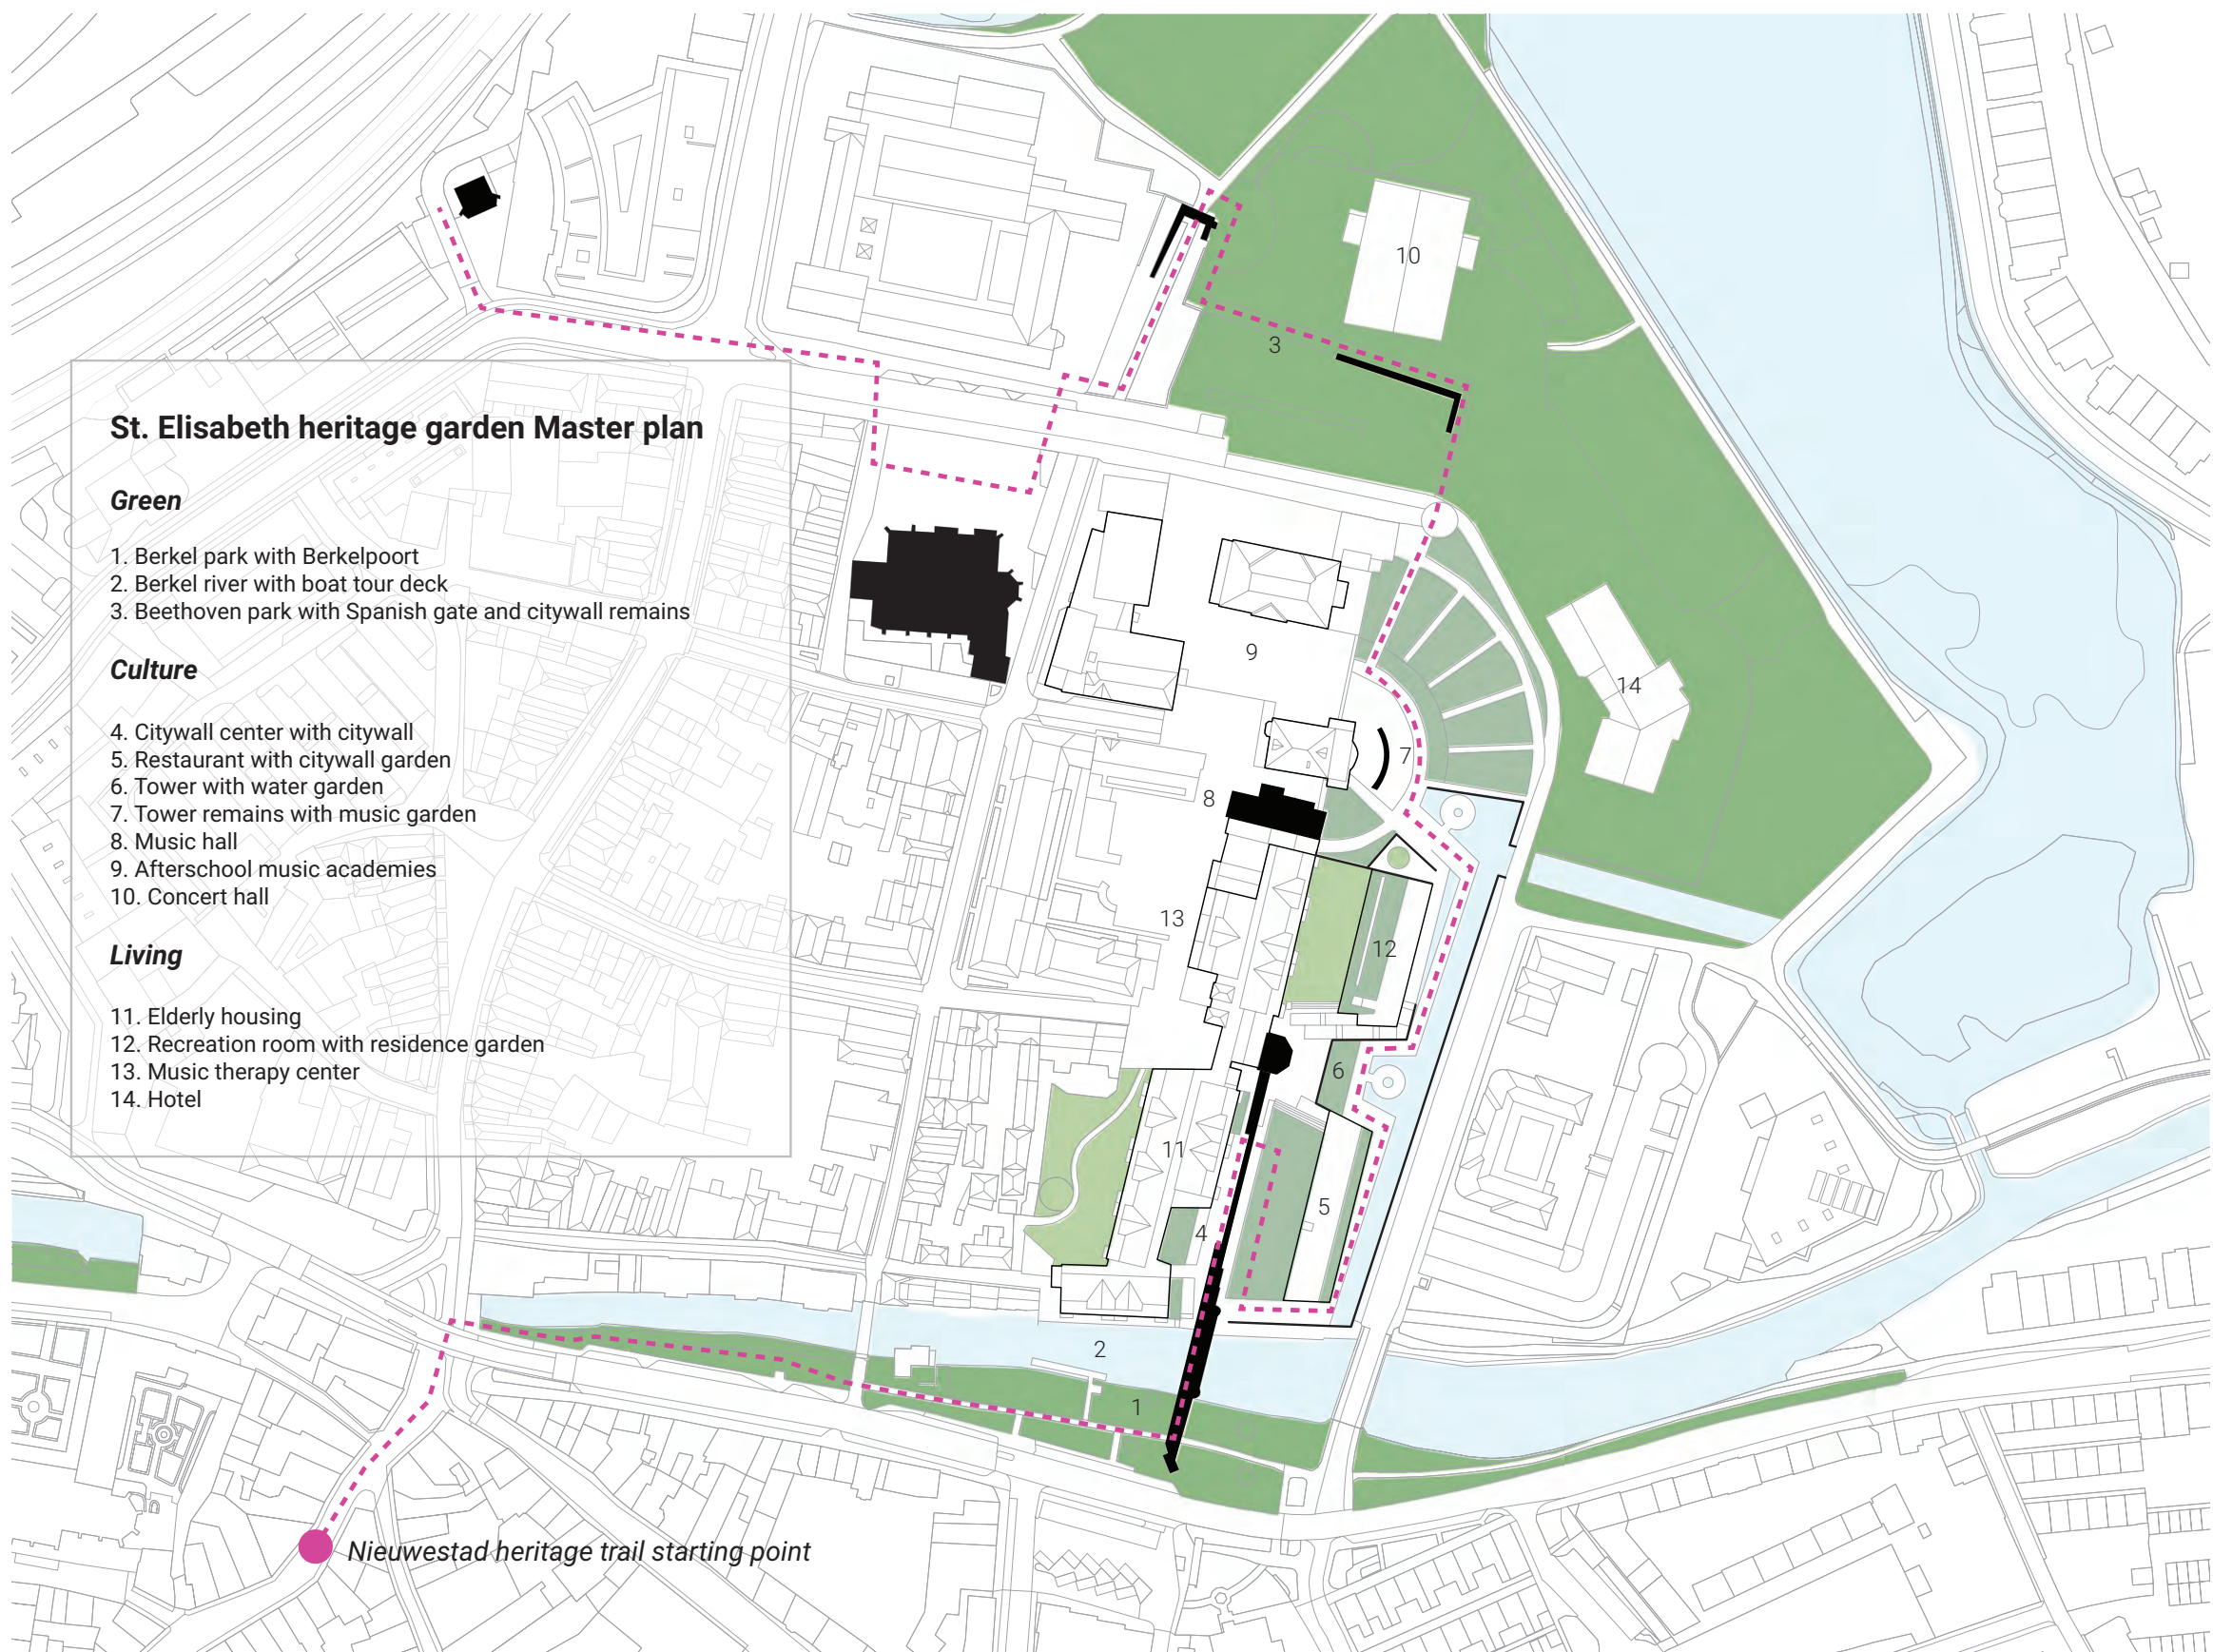 St. Elisabeth heritage garden Master plan
Green
1. Berkel park with Berkelpoort
2. Berkel river with boat tour deck
3. Beethoven park with Spanish gate and citywall remains
Culture
4. Citywall center with citywall
5. Restaurant with citywall garden
6. Tower with water garden
7. Tower remains with music garden
8. Music hall
9. Afterschool music academies
10. Concert hall
Living
11. Elderly housing
12. Recreation room with residence garden
13. Music therapy center
14. Hotel
10
3
9
14
7
8
13
12
6
11
5
4
2
1
Nieuwestad heritage trail starting point